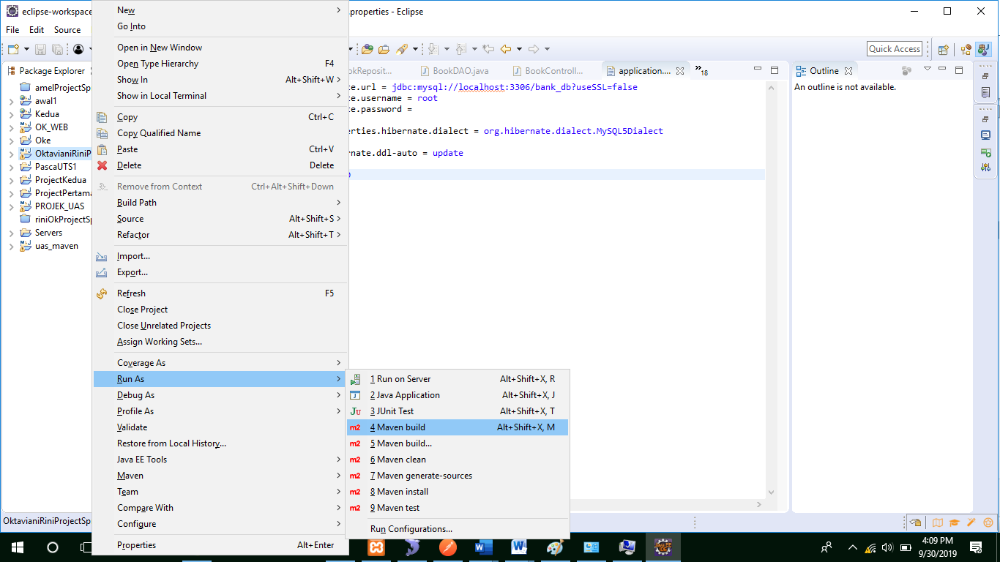 eclipse-workspace
properties - Eclipse
File Edit Source
Quick Access
Package Explorer
amelProjectSp
awal1
Kedua
OK_WEB
Oke
OktavianiRiniP
PascaUTS1
ProjectKedua
ProjectPertama
PROJEK_UAS
riniOkProjectSp
Servers
uas_maven
New
Go Into
Open in New Window
Open Type Hierarchy F4
Show In Alt+Shift+W
Show in Local Terminal
Copy Ctrl+C
Copy Qualified Name
Paste Ctrl+V
Delete Delete
Remove from Context Ctrl+Alt+Shift+Down
Build Path
Source Alt+Shift+S
Refactor Alt+Shift+T
Import...
Export...
Refresh F5
Close Project
Close Unrelated Projects
Assign Working Sets...
Coverage As
Run As
Debug As
Profile As
Validate
Restore from Local History...
Java EE Tools
Maven
Team
Compare With
Configure
Properties Alt+Enter
1 Run on Server Alt+Shift+X, R
2 Java Application Alt+Shift+X, J
3 JUnit Test Alt+Shift+X, T
4 Maven build Alt+Shift+X, M
5 Maven build...
6 Maven clean
7 Maven generate-sources
8 Maven install
9 Maven test
Run Configurations...
okReposit... BookDAO.java BookControll... application.... 18
ce.url = jdbc:mysql://localhost:3306/bank_db?useSSL=false
ce.username = root
ce.password =
erties.hibernate.dialect = org.hibernate.dialect.MySQL5Dialect
rnate.ddl-auto = update
Outline
An outline is not available.
OktavianiRiniProjectSp
4:09 PM
9/30/2019